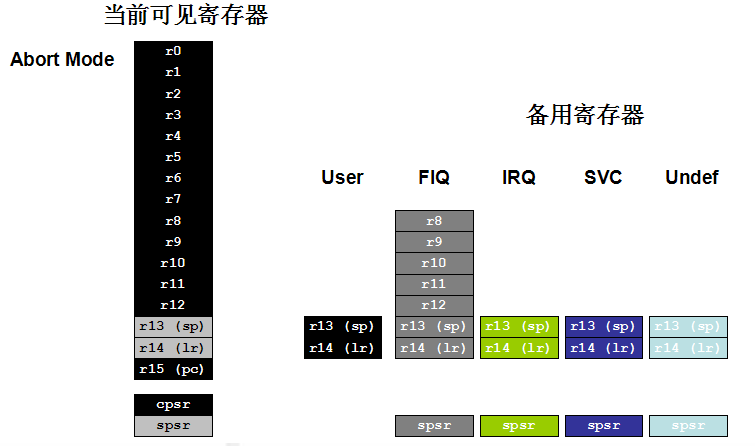 当前可见寄存器
Abort Mode
r0
r1
r2
r3
r4
r5
r6
r7
r8
r9
r10
r11
r12
r13 (sp)
r14 (lr)
r15 (pc)
cpsr
spsr
备用寄存器
User FIQ IRQ SVC Undef
r8
r9
r10
r11
r12
r13 (sp) r13 (sp) r13 (sp) r13 (sp) r13 (sp)
r14 (lr) r14 (lr) r14 (lr) r14 (lr) r14 (lr)
spsr spsr spsr spsr